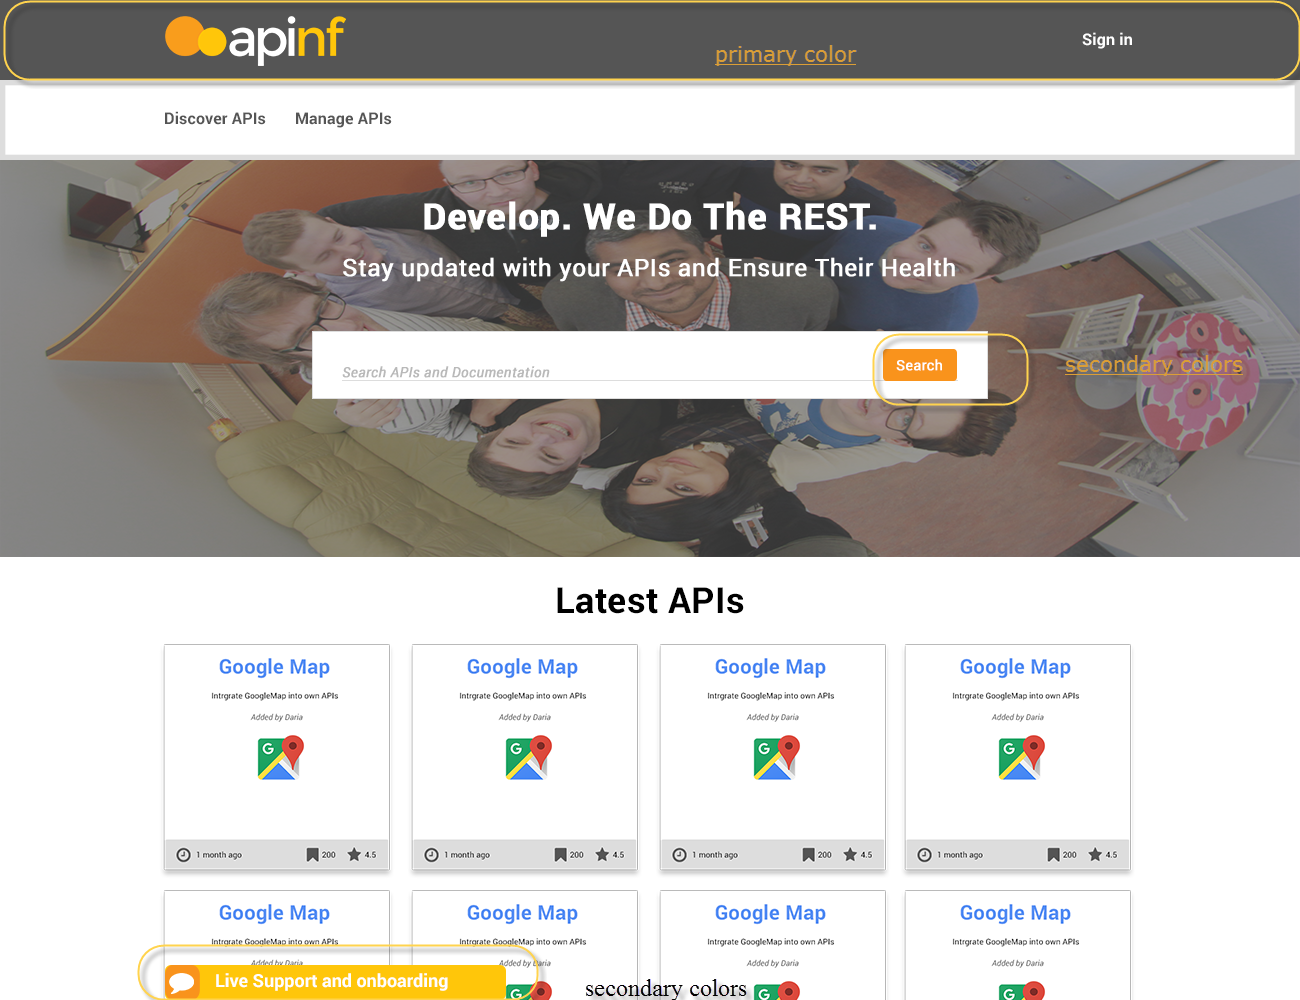 apinf
primary color
Sign in
Discover APIs Manage APIs
Develop. We Do The REST.
Stay updated with your APIs and Ensure Their Health
Search APIs and Documentation
Search
secondary colors
Latest APIs
Google Map Google Map Google Map Google Map
Intrgrate GoogleMap into own APIs Intrgrate GoogleMap into own APIs Intrgrate GoogleMap into own APIs Intrgrate GoogleMap into own APIs
Added by Daria Added by Daria Added by Daria Added by Daria
G G G G
1 month ago 200 4.5 1 month ago 200 4.5 1 month ago 200 4.5 1 month ago 200 4.5
Google Map Google Map Google Map Google Map
Intrgrate GoogleMap into own APIs Intrgrate GoogleMap into own APIs Intrgrate GoogleMap into own APIs Intrgrate GoogleMap into own APIs
Added by Daria Added by Daria Added by Daria Added by Daria
Live Support and onboarding
G G G
secondary colors